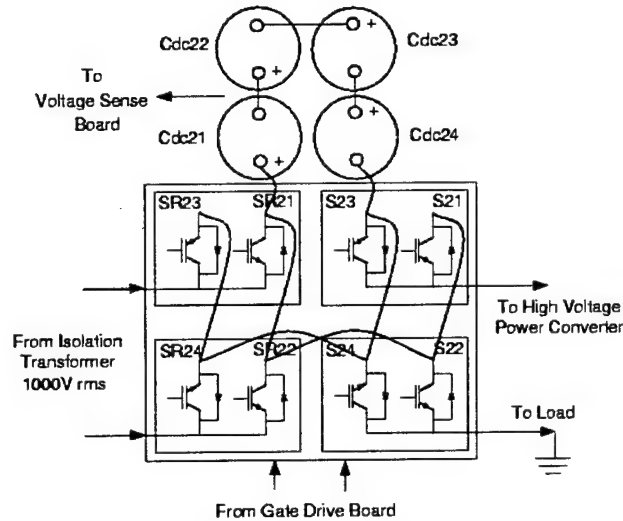 Cdc22
+
Cdc23
+
+
To
Voltage Sense
Board
Cdc21
+
+
Cdc24
SR23
SR21
S23
S21
To High Voltage
Power Converter
From Isolation
Transformer
1000V rms
SR24
SR22
S24
S22
To Load
From Gate Drive Board